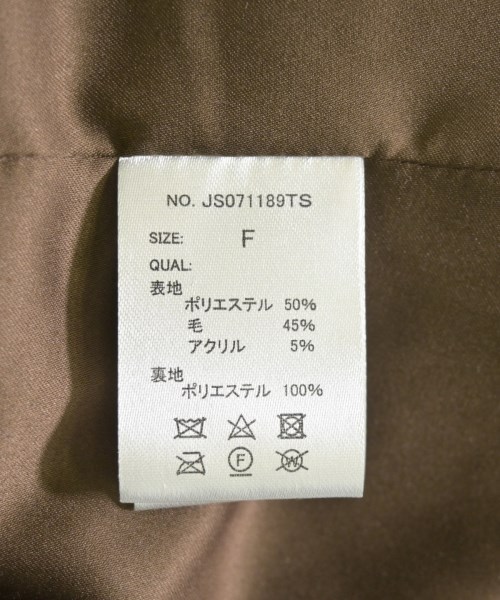 NO. JS071189TS
SIZE: F
QUAL:
表地
ポリエステル 50%
毛 45%
アクリル 5%
裏地
ポリエステル 100%
F W